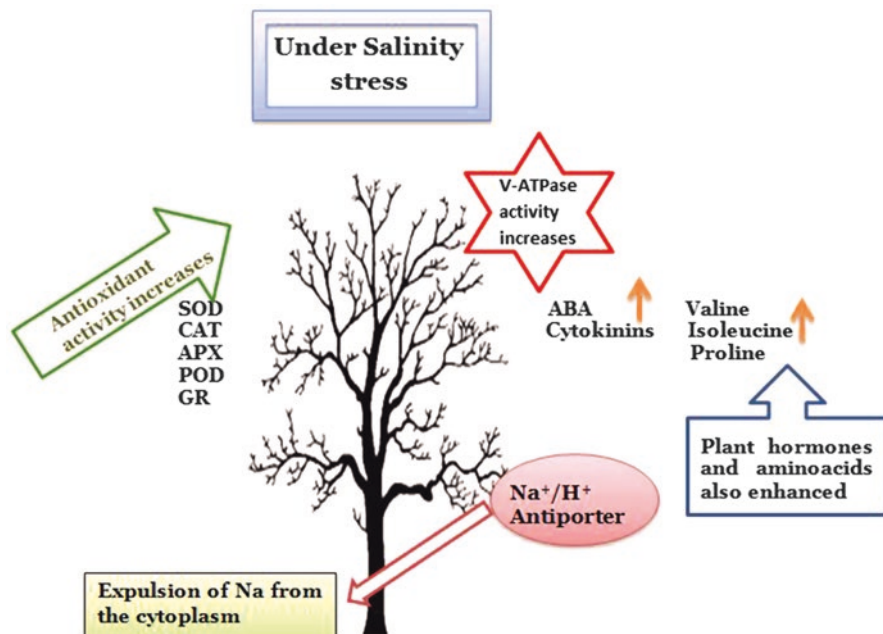 Under Salinity
stress
V-ATPase
activity
increases
Antioxidant
activity increases
SOD
CAT
APX
POD
GR
ABA
Cytokinins
Valine
Isoleucine
Proline
Plant hormones
and aminoacids
also enhanced
Na⁺/H⁺
Antiporter
Expulsion of Na from
the cytoplasm